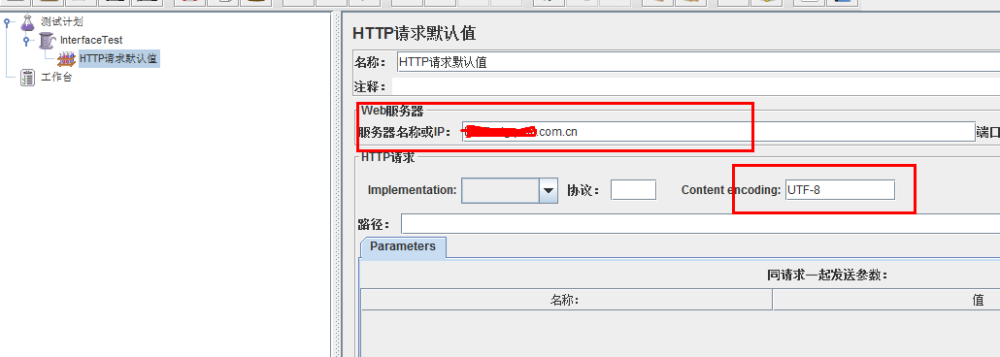 测试计划
InterfaceTest
HTTP请求默认值
工作台
HTTP请求默认值
名称： HTTP请求默认值
注释：
Web服务器
服务器名称或IP： .com.cn 端口
HTTP请求
Implementation: 协议： Content encoding: UTF-8
路径：
Parameters
同请求一起发送参数：
名称： 值